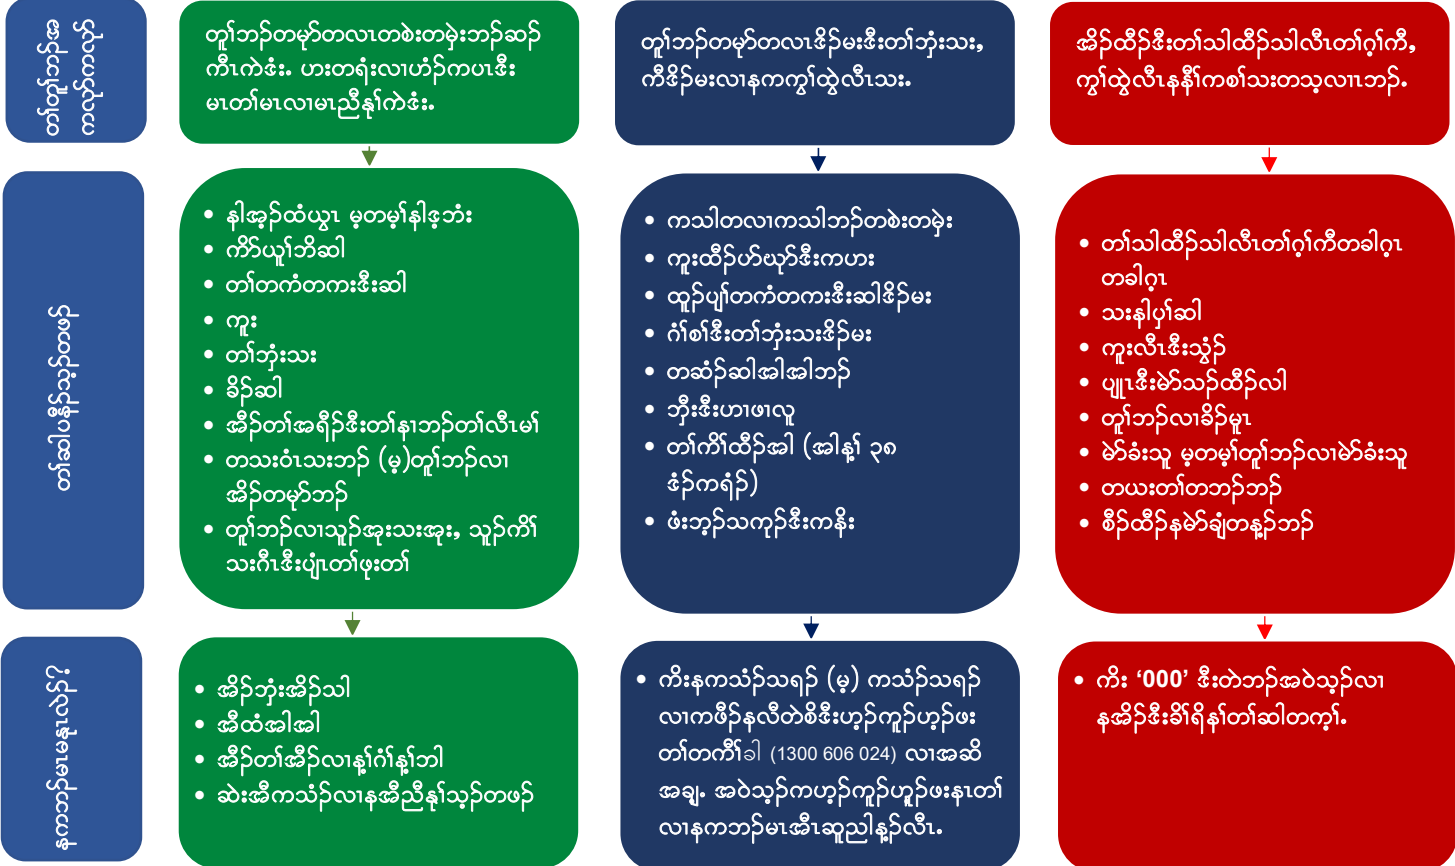 တၢ်တူၢ်ဘၣ်အ
ကလုာ်ကလုာ်
တူၢ်ဘၣ်တမုာ်တလၤတစဲးတမှဲးဘၣ်ဆၣ်
ကီၤကဲဒံး. ဟးတရံးလၢဟံၣ်ကပၤဒီး
မၤတၢ်မၤလၢမၤညီနုၢ်ကဲဒံး.
တူၢ်ဘၣ်တမုာ်တလၤဒိၣ်မးဒီးတၢ်ဘှံးသး,
ကီဒိၣ်မးလၢနကကွၢ်ထွဲလီၤသး.
အိၣ်ထီၣ်ဒီးတၢ်သါထီၣ်သါလီၤတၢ်ဂ့ၢ်ကီ,
ကွၢ်ထွဲလီၤနနီၢ်ကစၢ်သးတသ့လၢၤဘၣ်.
တၢ်ဆါပနီၣ်သ့ၣ်တဖၣ်
နါအ့ၣ်ထံယွၤ မ့တမ့ၢ်နါဒ့ဘံး
ကိာ်ယူၢ်ဘိဆါ
တၢ်တကံတကးဒီးဆါ
ကူး
တၢ်ဘှံးသး
ခိၣ်ဆါ
အီၣ်တၢ်အရီၣ်ဒီးတၢ်နၢဘၣ်တၢ်လီၤမၢ်
တသးဝံၤသးဘၣ် (မ့)တူၢ်ဘၣ်လၢ
အိၣ်တမုာ်ဘၣ်
တူၢ်ဘၣ်လၢသူၣ်အုးသးအုး, သူၣ်ကိၢ်
သးဂီၤဒီးပျံၤတၢ်ဖုးတၢ်
ကသါတလၢကသါဘၣ်တစဲးတမှဲး
ကူးထီၣ်ပာ်ဃုာ်ဒီးကဟး
ထူၣ်ပျၢ်တကံတကးဒီးဆါဒိၣ်မး
ဂံၢ်စၢ်ဒီးတၢ်ဘှံးသးဒိၣ်မး
တဆံၣ်ဆါအါအါဘၣ်
ဘှီးဒီးဟၢဖၢလူ
တၢ်ကိၢ်ထီၣ်အါ (အါန့ၢ် ၃၈
ဒံၣ်ကရံၣ်)
ဖံးဘ့ၣ်သကုၣ်ဒီးကနိး
တၢ်သါထီၣ်သါလီၤတၢ်ဂ့ၢ်ကီတခါဂ့ၤ
တခါဂ့ၤ
သးနါပှၢ်ဆါ
ကူးလီၤဒီးသွံၣ်
ပျုၤဒီးမဲာ်သၣ်ထီၣ်လါ
တူၢ်ဘၣ်လၢခိၣ်မူၤ
မဲာ်ခံးသူ မ့တမ့ၢ်တူၢ်ဘၣ်လၢမဲာ်ခံးသူ
တယးတၢ်တဘၣ်ဘၣ်
စီၣ်ထီၣ်နမဲာ်ချံတန့ၣ်ဘၣ်
နကဘၣ်မၤမနုၤလဲၣ်?
အိၣ်ဘှံးအိၣ်သါ
အီထံအါအါ
အီၣ်တၢ်အီၣ်လၢန့ၢ်ဂံၢ်န့ၢ်ဘါ
ဆဲးအီကသံၣ်လၢနအီညီနုၢ်သ့ၣ်တဖၣ်
ကိးနကသံၣ်သရၣ် (မ့) ကသံၣ်သရၣ်
လၢကဖီၣ်နလီတဲစိဒီးဟ့ၣ်ကူၣ်ဟ့ၣ်ဖး
တၢ်တကီၢ်ခါ (1300 606 024) လၢအဆိ
အချ. အဝဲသ့ၣ်ကဟ့ၣ်ကူၣ်ဟူၣ်ဖးနၤတၢ်
လၢနကဘၣ်မၤအီၤဆူညါန့ၣ်လီၤ.
ကိး ‘000’ ဒီးတဲဘၣ်အဝဲသ့ၣ်လၢ
နအိၣ်ဒီးခိၢ်ရိနၢ်တၢ်ဆါတက့ၢ်.